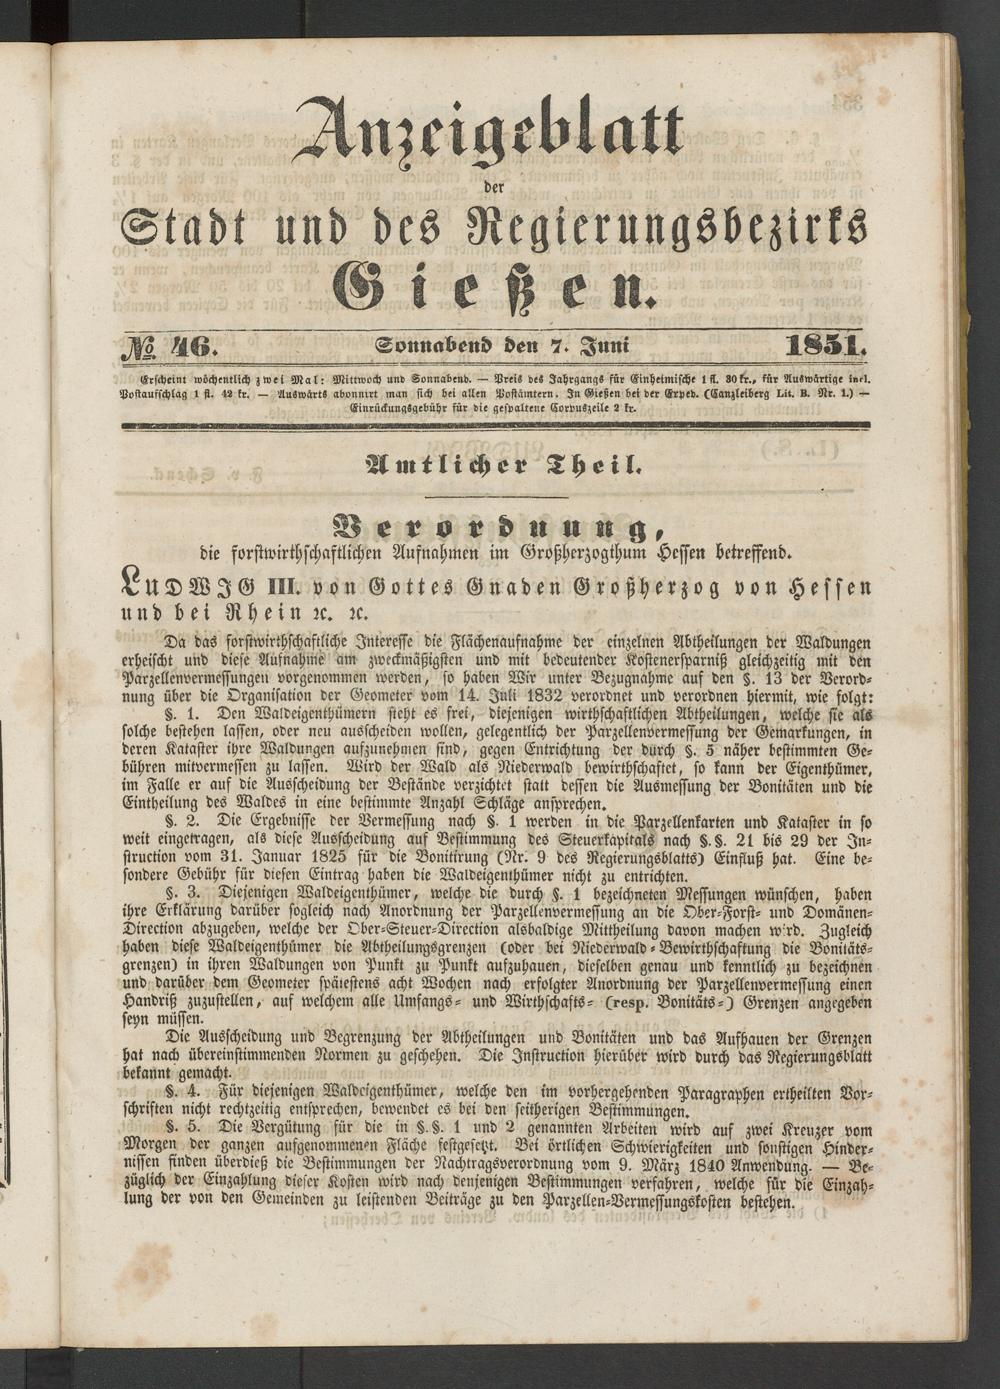 Anzeigeblatt
der
Stadt und des Regierungsbezirks
Gießen.
No. 46. Sonnabend den 7. Juni 1851.
Erscheint wöchentlich zwei Mal: Mittwoch und Sonnabend. — Preis des Jahrgangs für Einheimische 1 fl. 30 kr., für Auswärtige incl.
Postaufschlag 1 fl. 42 kr. — Auswärts abonnirt man sich bei allen Postämtern. In Gießen bei der Exped. (Canzleiberg Lit. B. Nr. 1.) —
Einrückungsgebühr für die gespaltene Corpuszeile 2 kr.
Amtlicher Theil.
Verordnung,
die forstwirthschaftlichen Aufnahmen im Großherzogthum Hessen betreffend.
LUDWIG III. von Gottes Gnaden Großherzog von Hessen
und bei Rhein ꝛc. ꝛc.
Da das forstwirthschaftliche Interesse die Flächenaufnahme der einzelnen Abtheilungen der Waldungen
erheischt und diese Aufnahme am zweckmäßigsten und mit bedeutender Kostenersparniß gleichzeitig mit den
Parzellenvermessungen vorgenommen werden, so haben Wir unter Bezugnahme auf den §. 13 der Verord-
nung über die Organisation der Geometer vom 14. Juli 1832 verordnet und verordnen hiermit, wie folgt:
§. 1. Den Waldeigenthümern steht es frei, diejenigen wirthschaftlichen Abtheilungen, welche sie als
solche bestehen lassen, oder neu ausscheiden wollen, gelegentlich der Parzellenvermessung der Gemarkungen, in
deren Kataster ihre Waldungen aufzunehmen sind, gegen Entrichtung der durch §. 5 näher bestimmten Ge-
bühren mitvermessen zu lassen. Wird der Wald als Niederwald bewirthschaftet, so kann der Eigenthümer,
im Falle er auf die Ausscheidung der Bestände verzichtet statt dessen die Ausmessung der Bonitäten und die
Eintheilung des Waldes in eine bestimmte Anzahl Schläge ansprechen.
§. 2. Die Ergebnisse der Vermessung nach §. 1 werden in die Parzellenkarten und Kataster in so
weit eingetragen, als diese Ausscheidung auf Bestimmung des Steuerkapitals nach §.§. 21 bis 29 der In-
struction vom 31. Januar 1825 für die Bonitirung (Nr. 9 des Regierungsblatts) Einfluß hat. Eine be-
sondere Gebühr für diesen Eintrag haben die Waldeigenthümer nicht zu entrichten.
§. 3. Diejenigen Waldeigenthümer, welche die durch §. 1 bezeichneten Messungen wünschen, haben
ihre Erklärung darüber sogleich nach Anordnung der Parzellenvermessung an die Ober-Forst- und Domänen-
Direction abzugeben, welche der Ober-Steuer-Direction alsbaldige Mittheilung davon machen wird. Zugleich
haben diese Waldeigenthümer die Abtheilungsgrenzen (oder bei Niederwald-Bewirthschaftung die Bonitäts-
grenzen) in ihren Waldungen von Punkt zu Punkt aufzuhauen, dieselben genau und kenntlich zu bezeichnen
und darüber dem Geometer spätestens acht Wochen nach erfolgter Anordnung der Parzellenvermessung einen
Handriß zuzustellen, auf welchem alle Umfangs- und Wirthschafts- (resp. Bonitäts-) Grenzen angegeben
seyn müssen.
Die Ausscheidung und Begrenzung der Abtheilungen und Bonitäten und das Aufhauen der Grenzen
hat nach übereinstimmenden Normen zu geschehen. Die Instruction hierüber wird durch das Regierungsblatt
bekannt gemacht.
§. 4. Für diejenigen Waldeigenthümer, welche den im vorhergehenden Paragraphen ertheilten Vor-
schriften nicht rechtzeitig entsprechen, bewendet es bei den seitherigen Bestimmungen.
§. 5. Die Vergütung für die in §.§. 1 und 2 genannten Arbeiten wird auf zwei Kreuzer vom
Morgen der ganzen aufgenommenen Fläche festgesetzt. Bei örtlichen Schwierigkeiten und sonstigen Hinder-
nissen finden überdieß die Bestimmungen der Nachtragsverordnung vom 9. März 1840 Anwendung. — Be-
züglich der Einzahlung dieser Kosten wird nach denjenigen Bestimmungen verfahren, welche für die Einzah-
lung der von den Gemeinden zu leistenden Beiträge zu den Parzellen-Vermessungskosten bestehen.